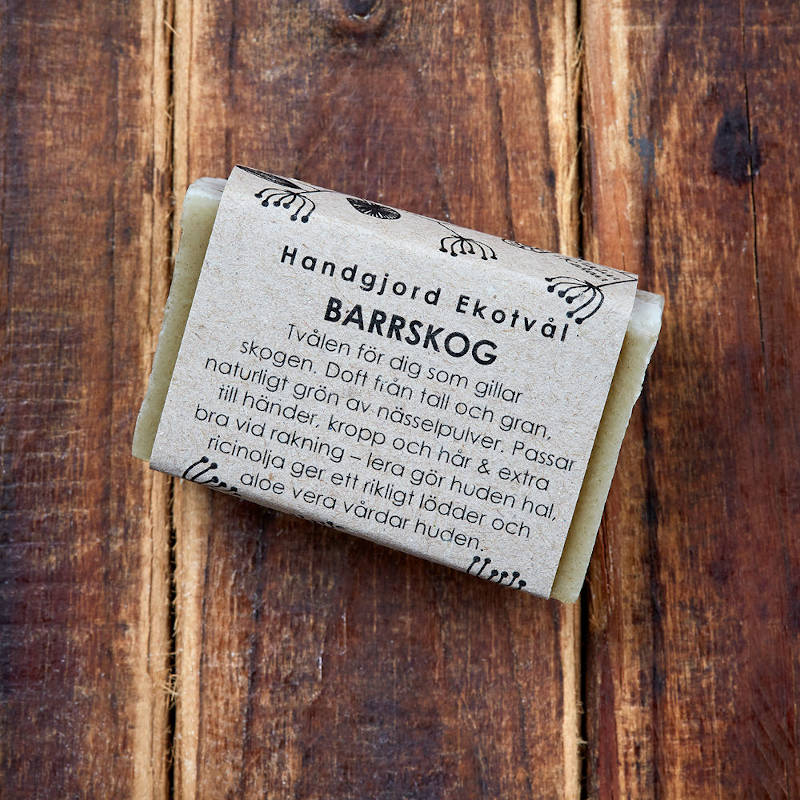 Handgjord Ekotvål
BARRSKOG
Tvålen för dig som gillar
skogen. Doft från tall och gran,
naturligt grön av nässelpulver. Passar
till händer, kropp och hår & extra
bra vid rakning – lera gör huden hal,
ricinolja ger ett rikligt lödder och
aloe vera vårdar huden.